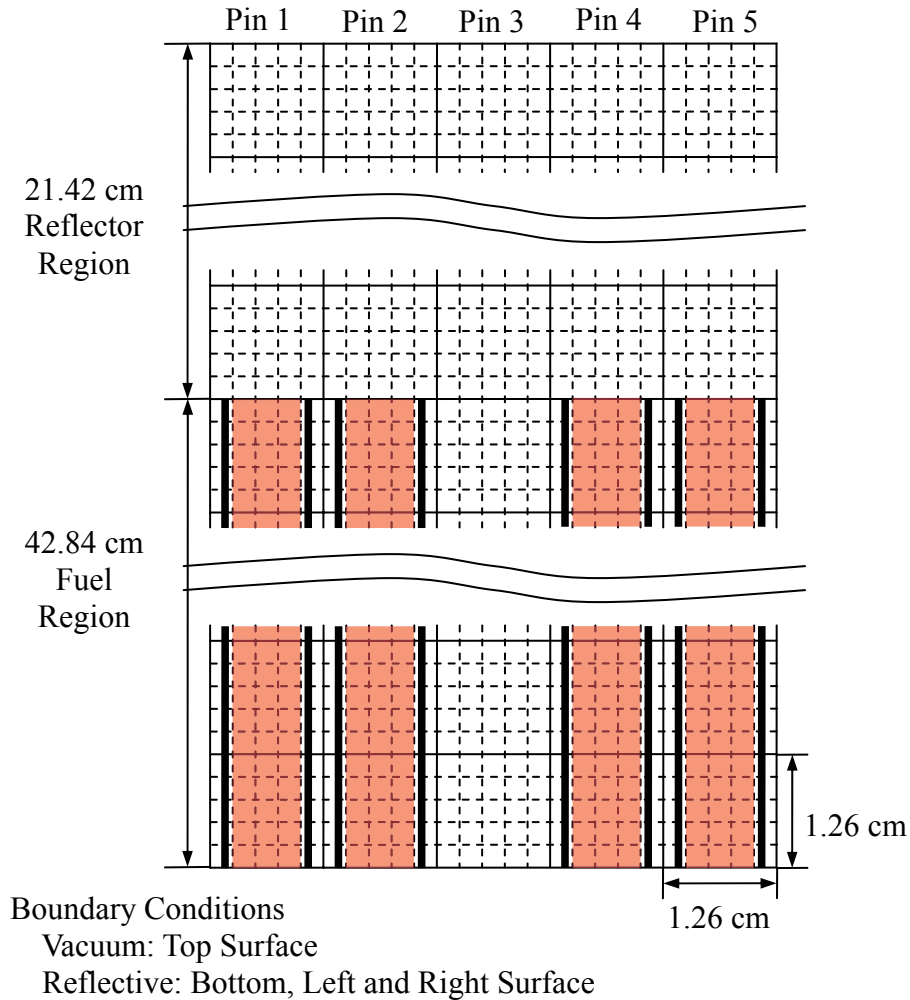 Pin 1 Pin 2 Pin 3 Pin 4 Pin 5
21.42 cm
Reflector
Region
42.84 cm
Fuel
Region
1.26 cm
1.26 cm
Boundary Conditions
Vacuum: Top Surface
Reflective: Bottom, Left and Right Surface